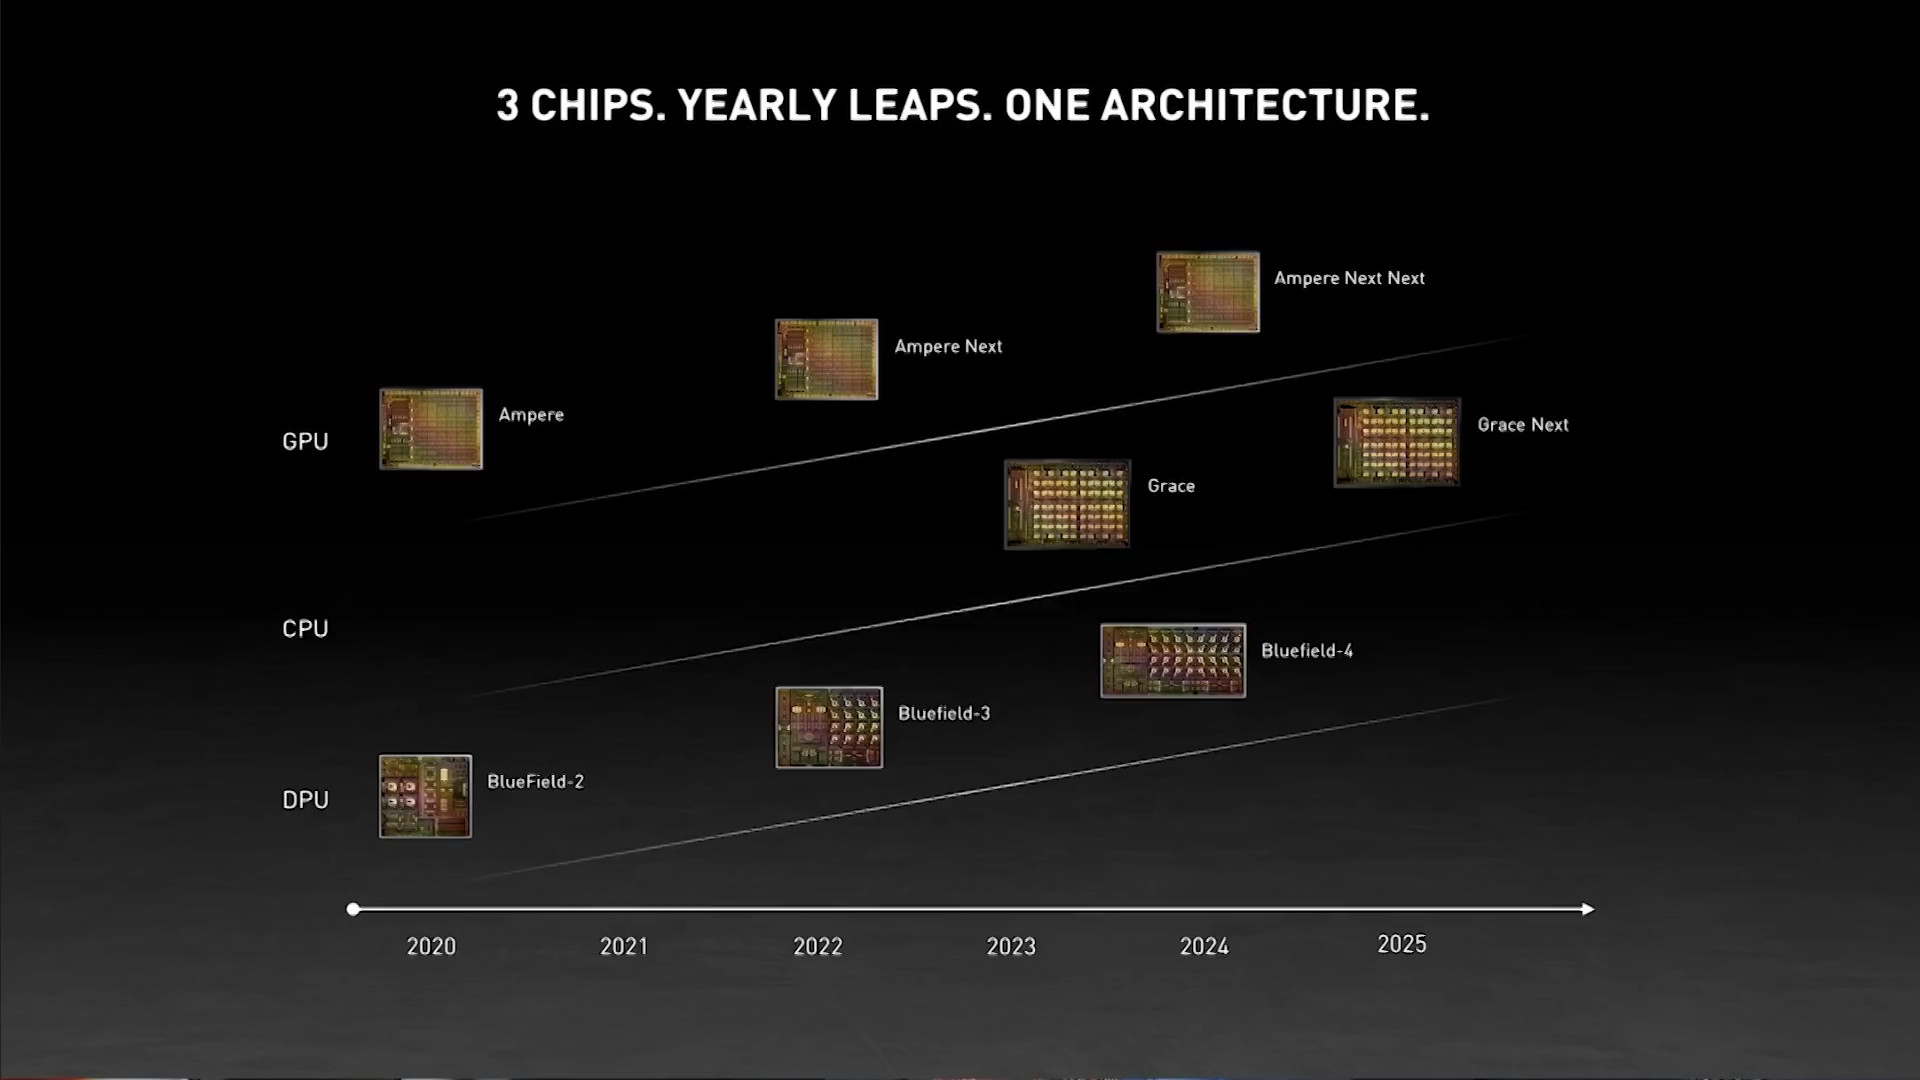 3 CHIPS. YEARLY LEAPS. ONE ARCHITECTURE.
Ampere Next Next
Ampere Next
Ampere
GPU
Grace Next
Grace
CPU
Bluefield-4
Bluefield-3
BlueField-2
DPU
2020 2021 2022 2023 2024 2025